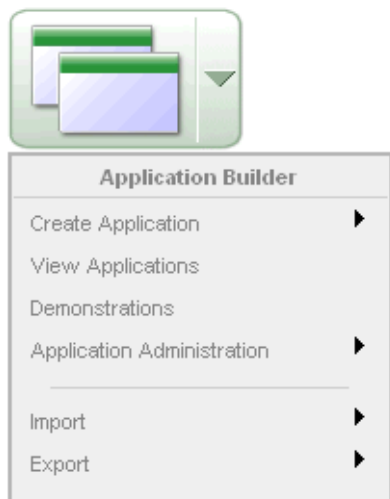 Application Builder
Create Application
View Applications
Demonstrations
Application Administration
Import
Export